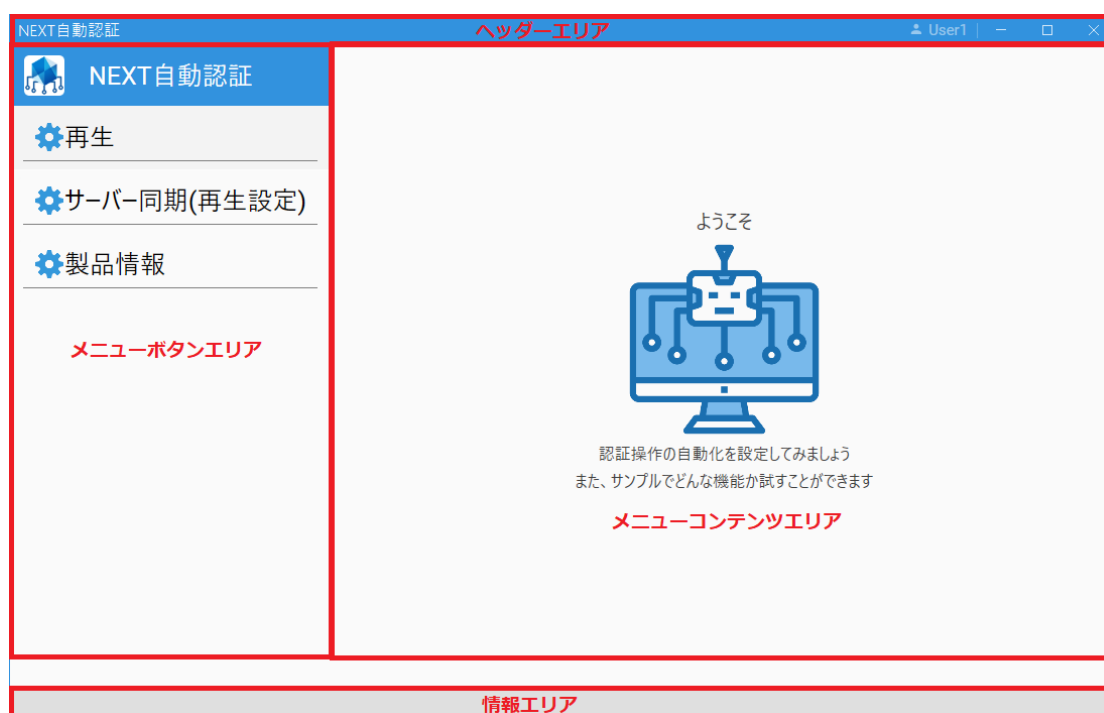 NEXT自動認証
ヘッダーエリア
User1
NEXT自動認証
再生
サーバー同期(再生設定)
製品情報
メニューボタンエリア
ようこそ
認証操作の自動化を設定してみましょう
また、サンプルでどんな機能か試すことができます
メニューコンテンツエリア
情報エリア